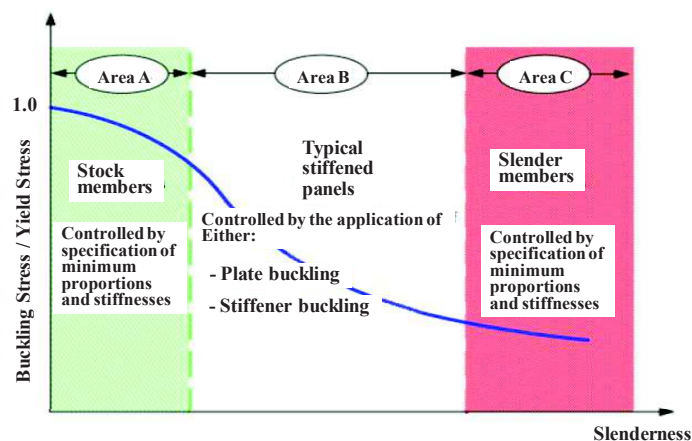 Area A
Area B
Area C
1.0
Buckling Stress / Yield Stress
Stock
members
Controlled by
specification of
minimum
proportions
and stiffnesses
Typical
stiffened
panels
Controlled by the application of
Either:
- Plate buckling
- Stiffener buckling
Slender
members
Controlled by
specification of
minimum
proportions
and stiffnesses
Slenderness